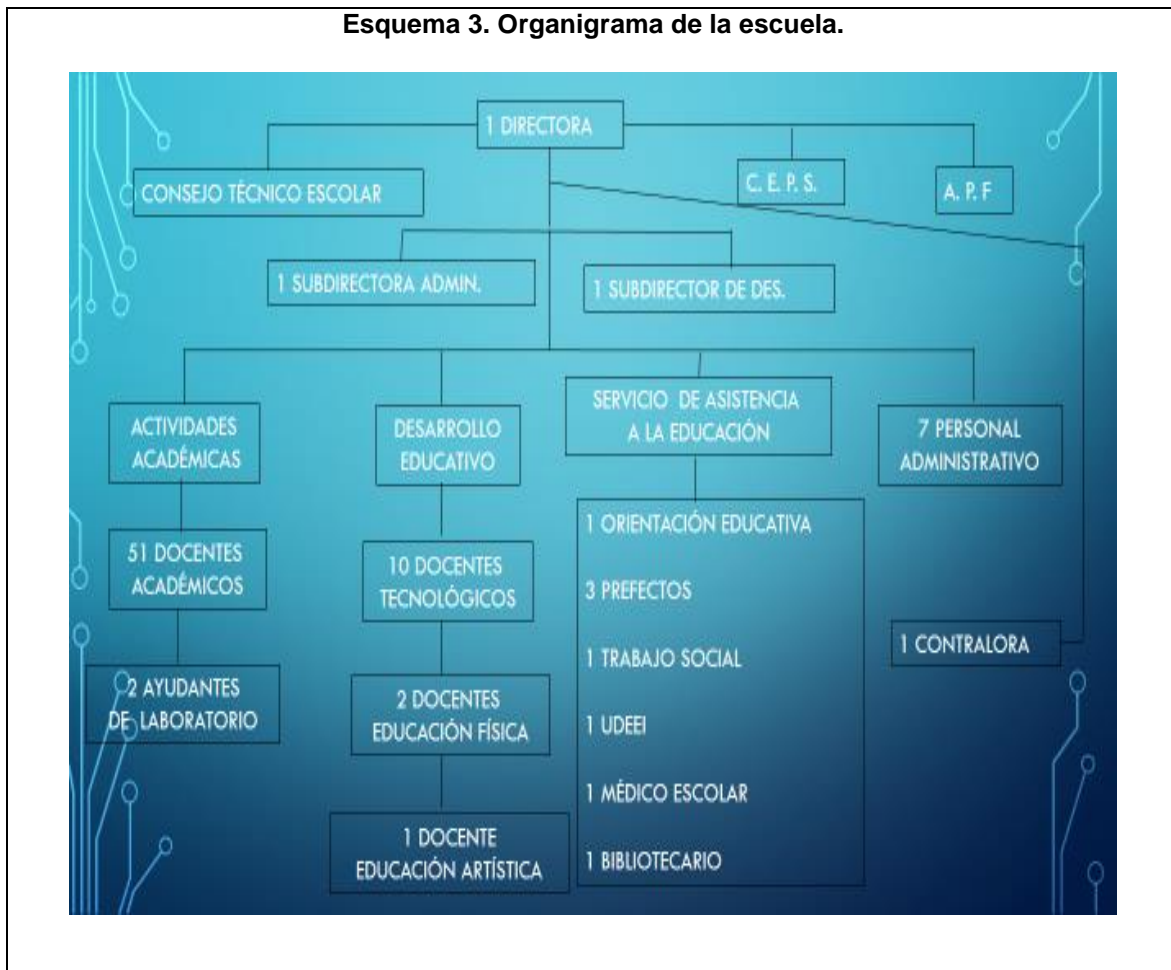 Esquema 3. Organigrama de la escuela.
1 DIRECTORA
CONSEJO TÉCNICO ESCOLAR
C. E. P. S.
A. P. F
1 SUBDIRECTORA ADMIN.
1 SUBDIRECTOR DE DES.
ACTIVIDADES
ACADÉMICAS
DESARROLLO
EDUCATIVO
SERVICIO DE ASISTENCIA
A LA EDUCACIÓN
7 PERSONAL
ADMINISTRATIVO
51 DOCENTES
ACADÉMICOS
2 AYUDANTES
DE LABORATORIO
10 DOCENTES
TECNOLÓGICOS
2 DOCENTES
EDUCACIÓN FÍSICA
1 DOCENTE
EDUCACIÓN ARTÍSTICA
1 ORIENTACIÓN EDUCATIVA
3 PREFECTOS
1 TRABAJO SOCIAL
1 UDEEI
1 MÉDICO ESCOLAR
1 BIBLIOTECARIO
1 CONTRALORA